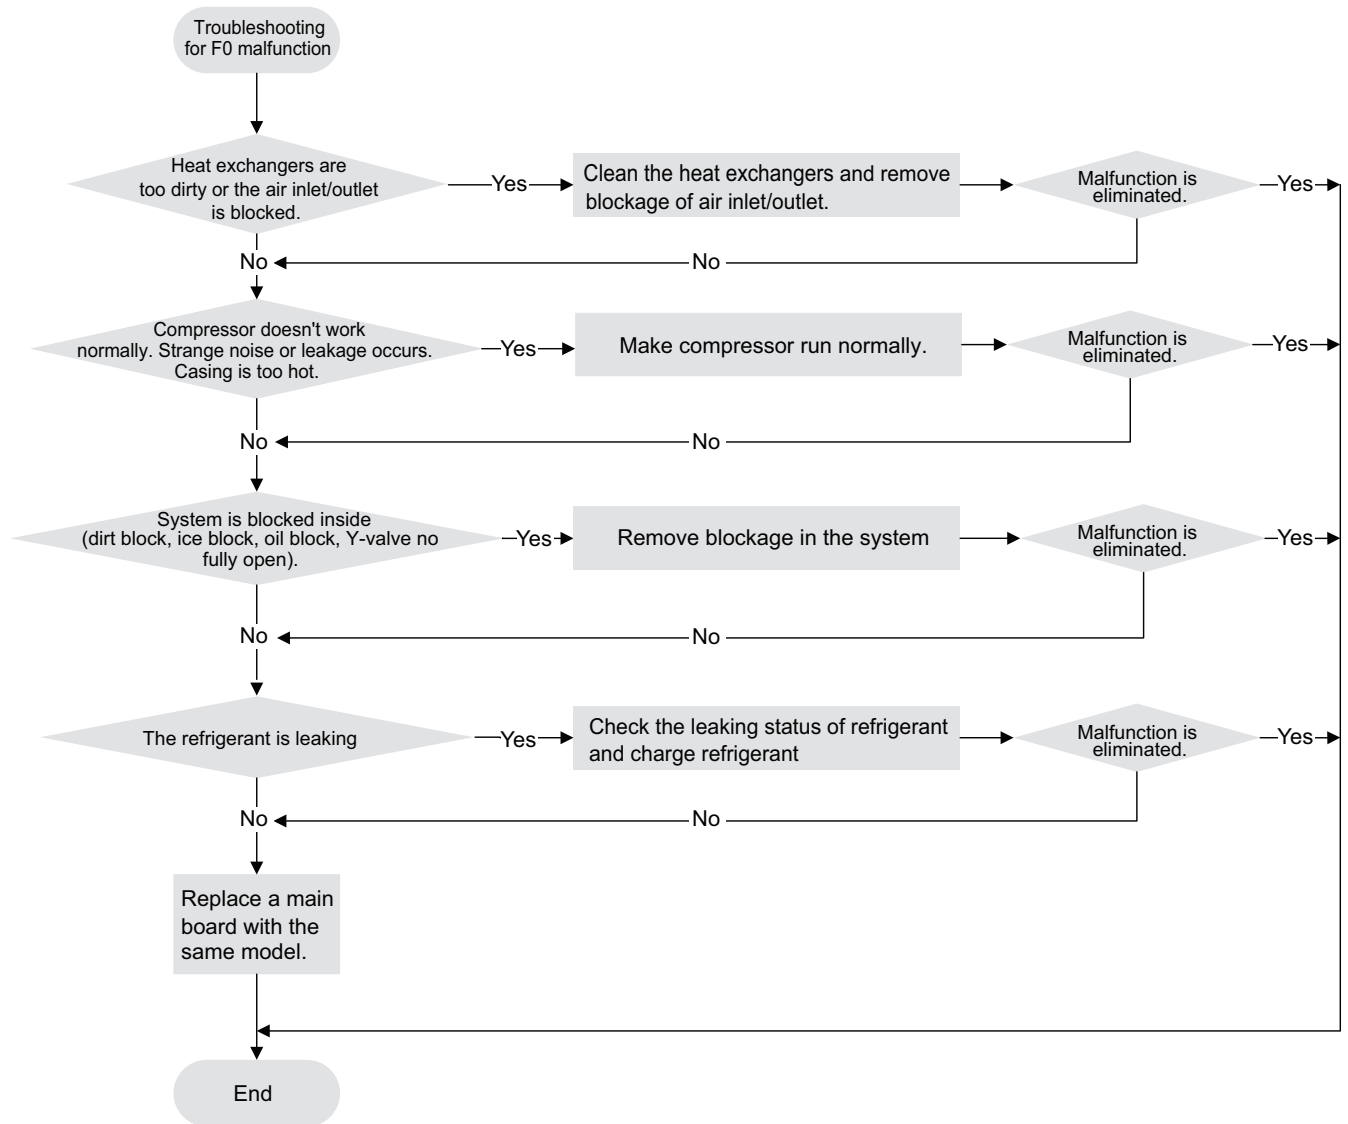 Troubleshooting
for F0 malfunction
Heat exchangers are
too dirty or the air inlet/outlet
is blocked.
Yes
Clean the heat exchangers and remove
blockage of air inlet/outlet.
Malfunction is
eliminated.
Yes
No
No
Compressor doesn't work
normally. Strange noise or leakage occurs.
Casing is too hot.
Yes
Make compressor run normally.
Malfunction is
eliminated.
Yes
No
No
System is blocked inside
(dirt block, ice block, oil block, Y-valve no
fully open).
Yes
Remove blockage in the system
Malfunction is
eliminated.
Yes
No
No
The refrigerant is leaking
Yes
Check the leaking status of refrigerant
and charge refrigerant
Malfunction is
eliminated.
Yes
No
No
Replace a main
board with the
same model.
End